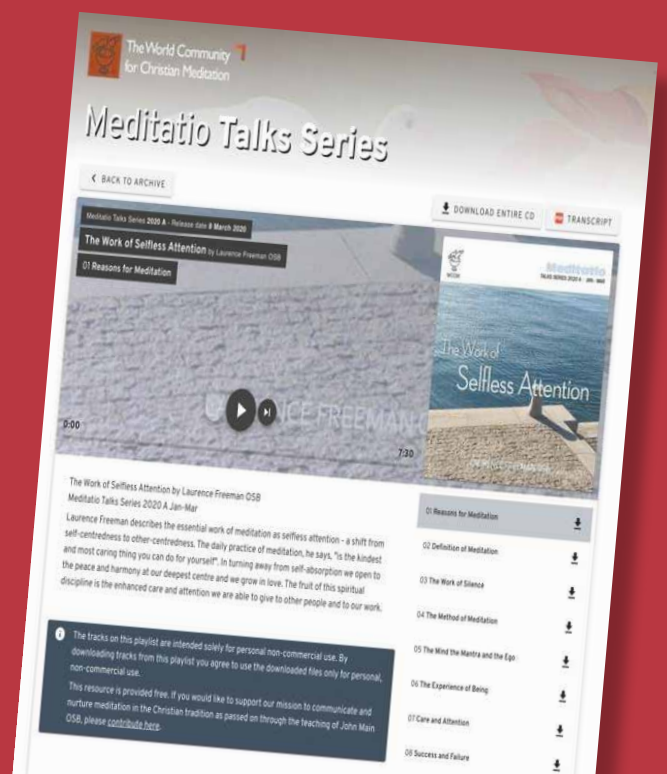 The World Community
for Christian Meditation
Meditatio Talks Series
BACK TO ARCHIVE
DOWNLOAD ENTIRE CD
TRANSCRIPT
Meditatio Talks Series 2020 A - Release date 8 March 2020
The Work of Selfless Attention by Laurence Freeman OSB
01 Reasons for Meditation
0:00
7:30
Meditatio
TALKS SERIES 2020 A · JAN - MAR
The Work of
Selfless Attention
The Work of Selfless Attention by Laurence Freeman OSB
Meditatio Talks Series 2020 A Jan-Mar
Laurence Freeman describes the essential work of meditation as selfless attention - a shift from
self-centredness to other-centredness. The daily practice of meditation, he says, "is the kindest
and most caring thing you can do for yourself". In turning away from self-absorption we open to
the peace and harmony at our deepest centre and we grow in love. The fruit of this spiritual
discipline is the enhanced care and attention we are able to give to other people and to our work.
The tracks on this playlist are intended solely for personal non-commercial use. By
downloading tracks from this playlist you agree to use the downloaded files only for personal,
non-commercial use.
This resource is provided free. If you would like to support our mission to communicate and
nurture meditation in the Christian tradition as passed on through the teaching of John Main
OSB, please contribute here.
01 Reasons for Meditation
02 Definition of Meditation
03 The Work of Silence
04 The Method of Meditation
05 The Mind the Mantra and the Ego
06 The Experience of Being
07 Care and Attention
08 Success and Failure